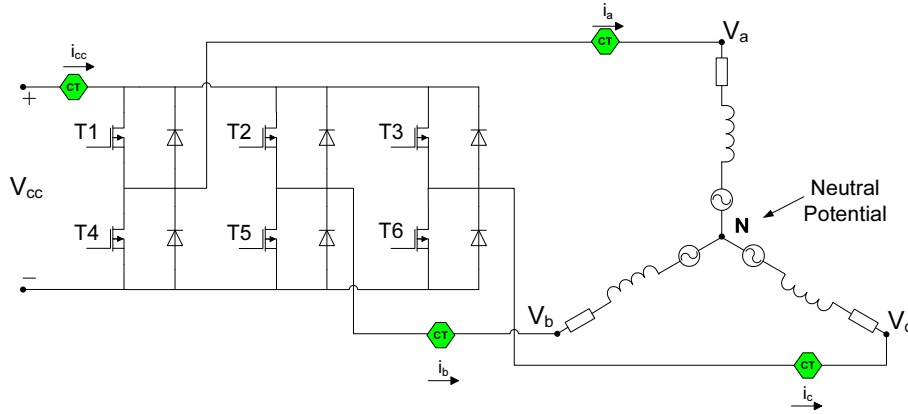 i_a
V_a
i_cc
CT
CT
+
T1
T2
T3
V_cc
Neutral
Potential
N
T4
T5
T6
−
V_b
V_c
CT
CT
i_b
i_c